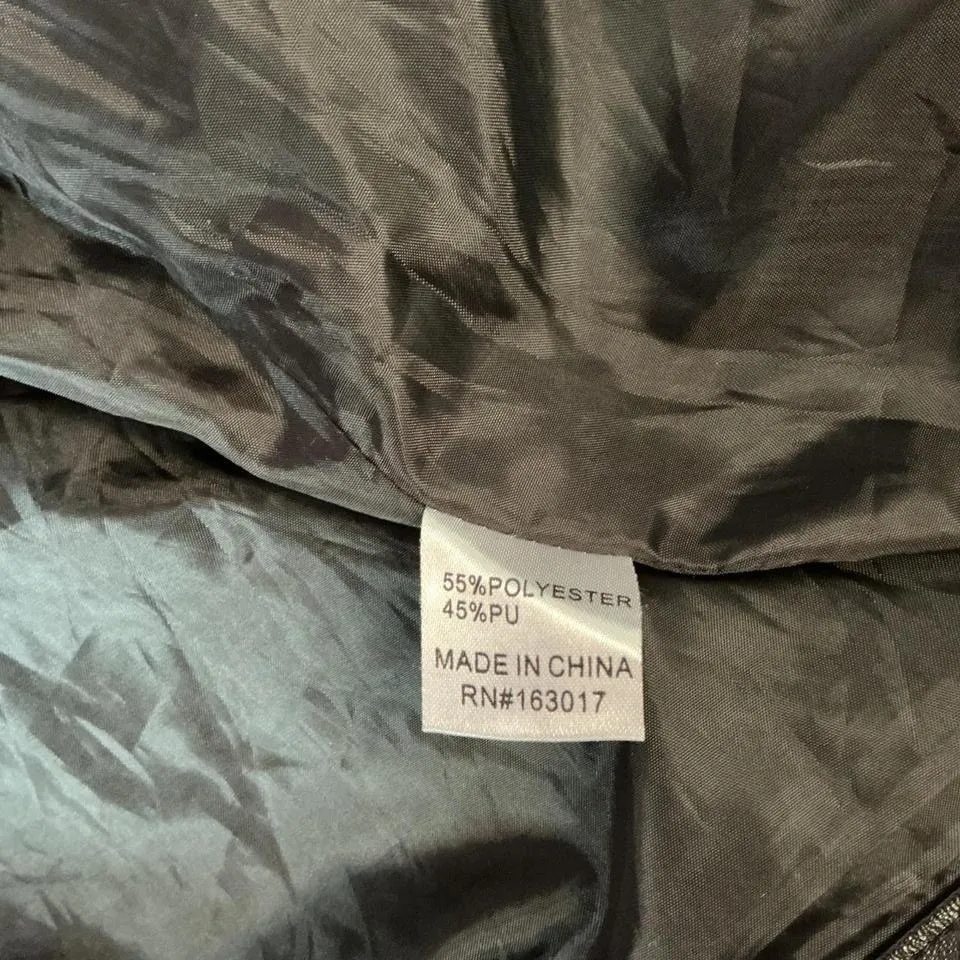 55%POLYESTER
45%PU
MADE IN CHINA
RN#163017